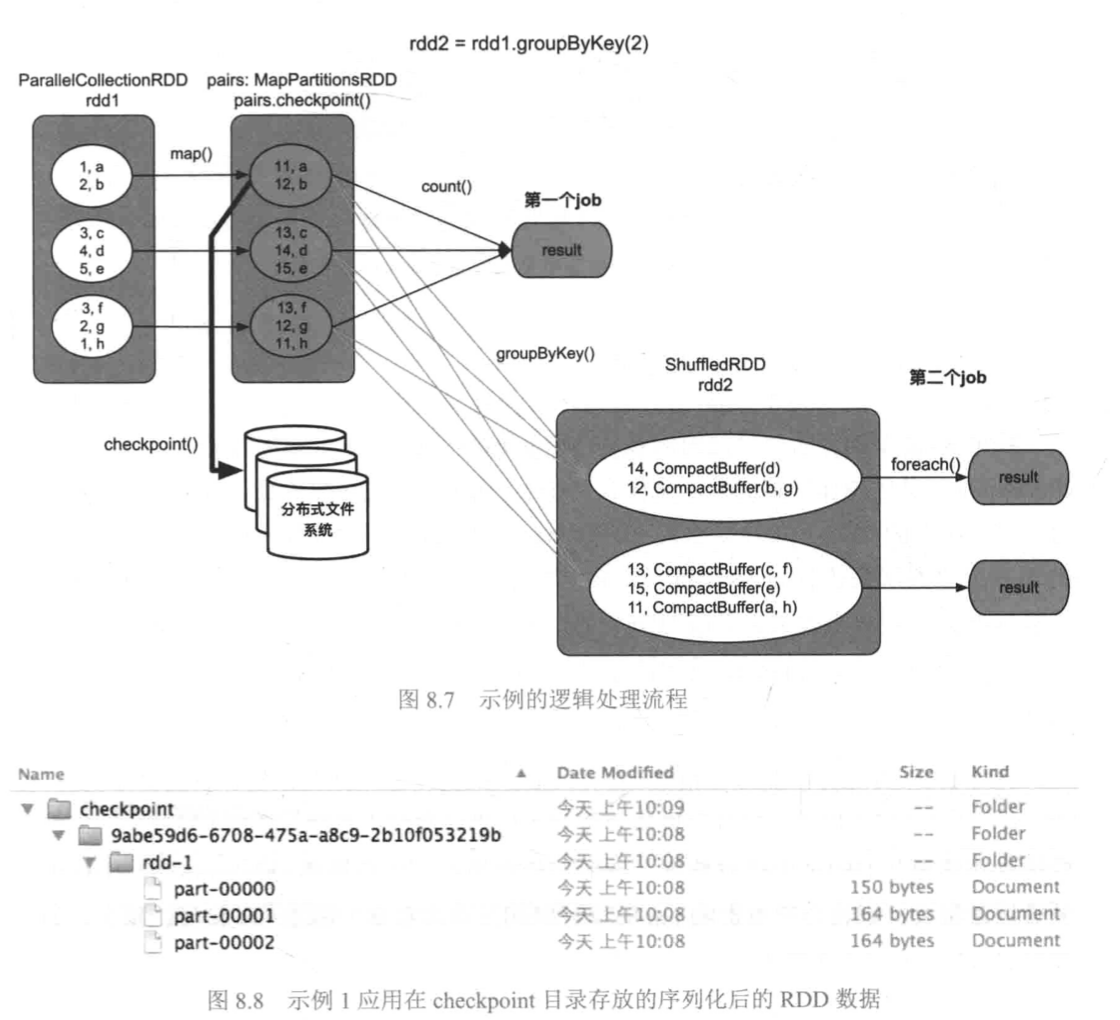 rdd2 = rdd1.groupByKey(2)
ParallelCollectionRDD
rdd1
pairs: MapPartitionsRDD
pairs.checkpoint()
1, a
2, b
map()
11, a
12, b
count()
第一个job
3, c
4, d
5, e
13, c
14, d
15, e
result
3, f
2, g
1, h
13, f
12, g
11, h
groupByKey()
ShuffledRDD
rdd2
第二个job
checkpoint()
分布式文件
系统
14, CompactBuffer(d)
12, CompactBuffer(b, g)
foreach()
result
13, CompactBuffer(c, f)
15, CompactBuffer(e)
11, CompactBuffer(a, h)
result
图 8.7 示例的逻辑处理流程
Name Date Modified Size Kind
checkpoint 今天 上午10:09 -- Folder
9abe59d6-6708-475a-a8c9-2b10f053219b 今天 上午10:08 -- Folder
rdd-1 今天 上午10:08 -- Folder
part-00000 今天 上午10:08 150 bytes Document
part-00001 今天 上午10:08 164 bytes Document
part-00002 今天 上午10:08 164 bytes Document
图 8.8 示例 1 应用在 checkpoint 目录存放的序列化后的 RDD 数据